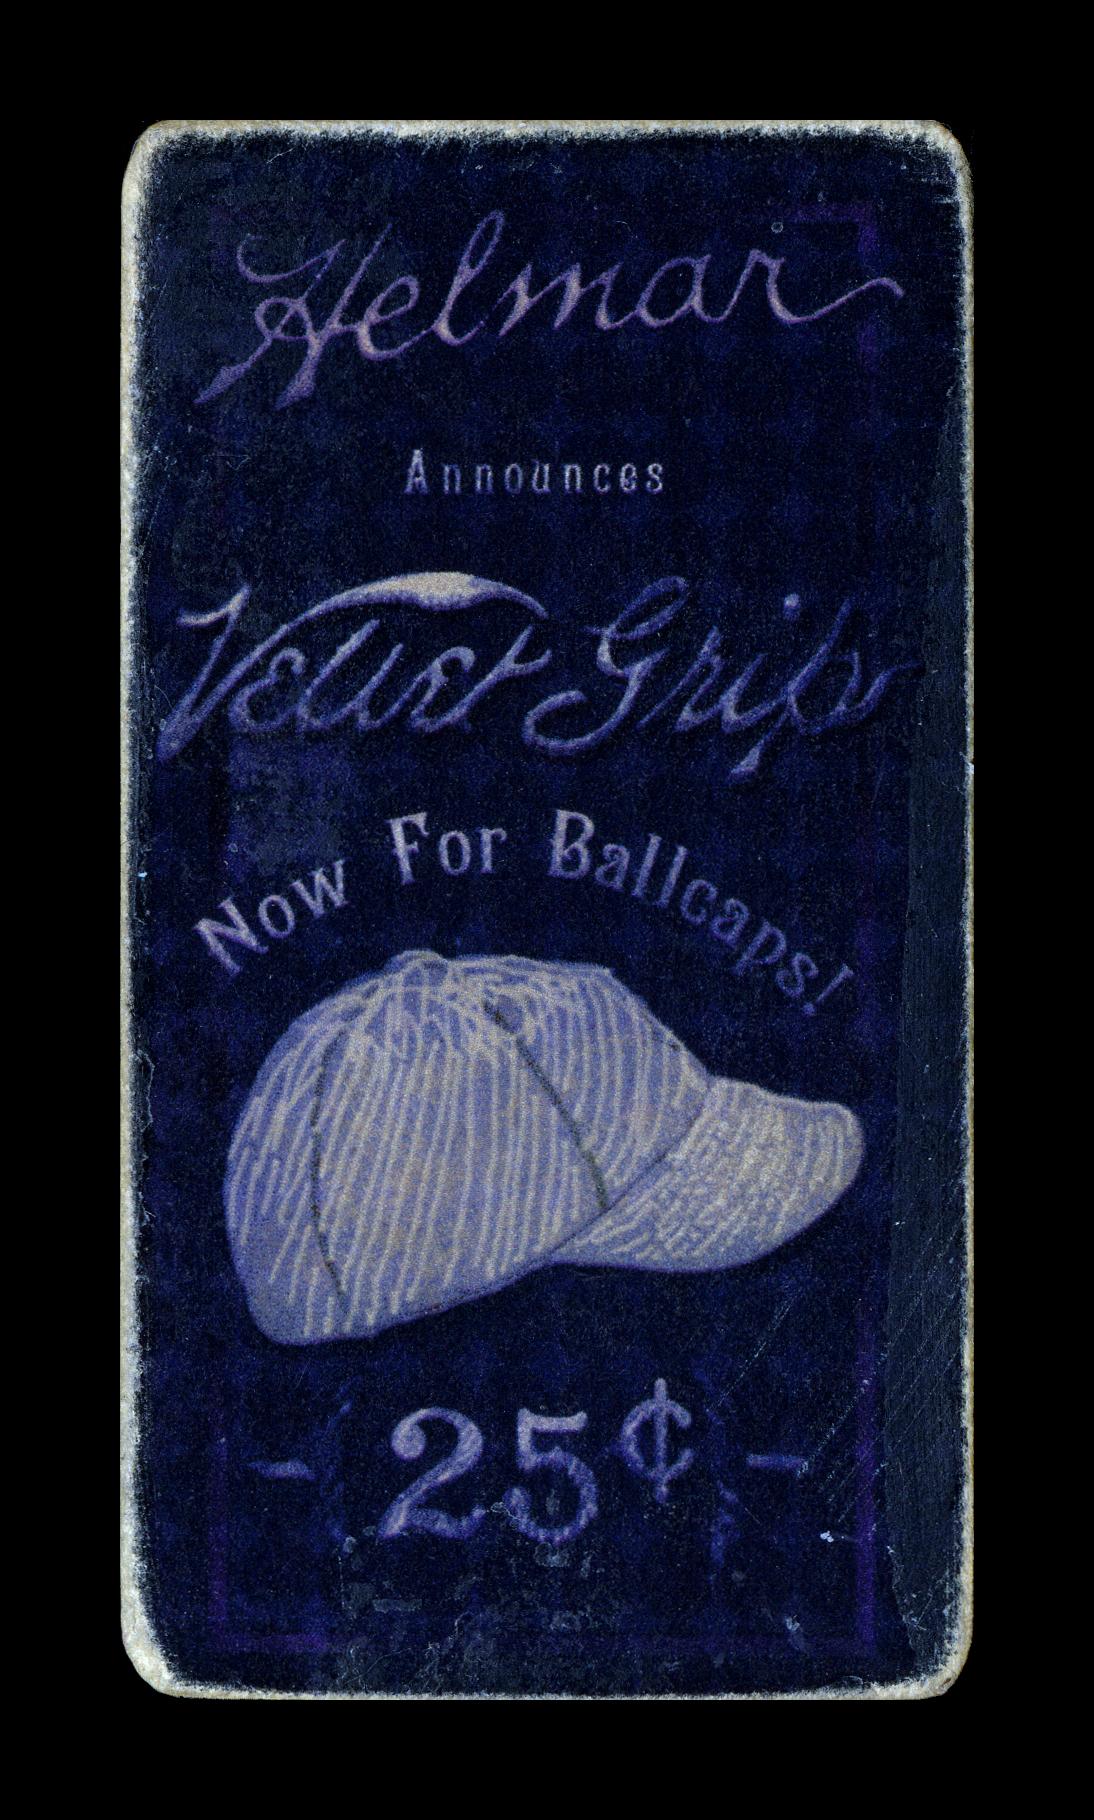 Helmar
Announces
Velvet Grip
Now For Ballcaps!
- 25¢ -